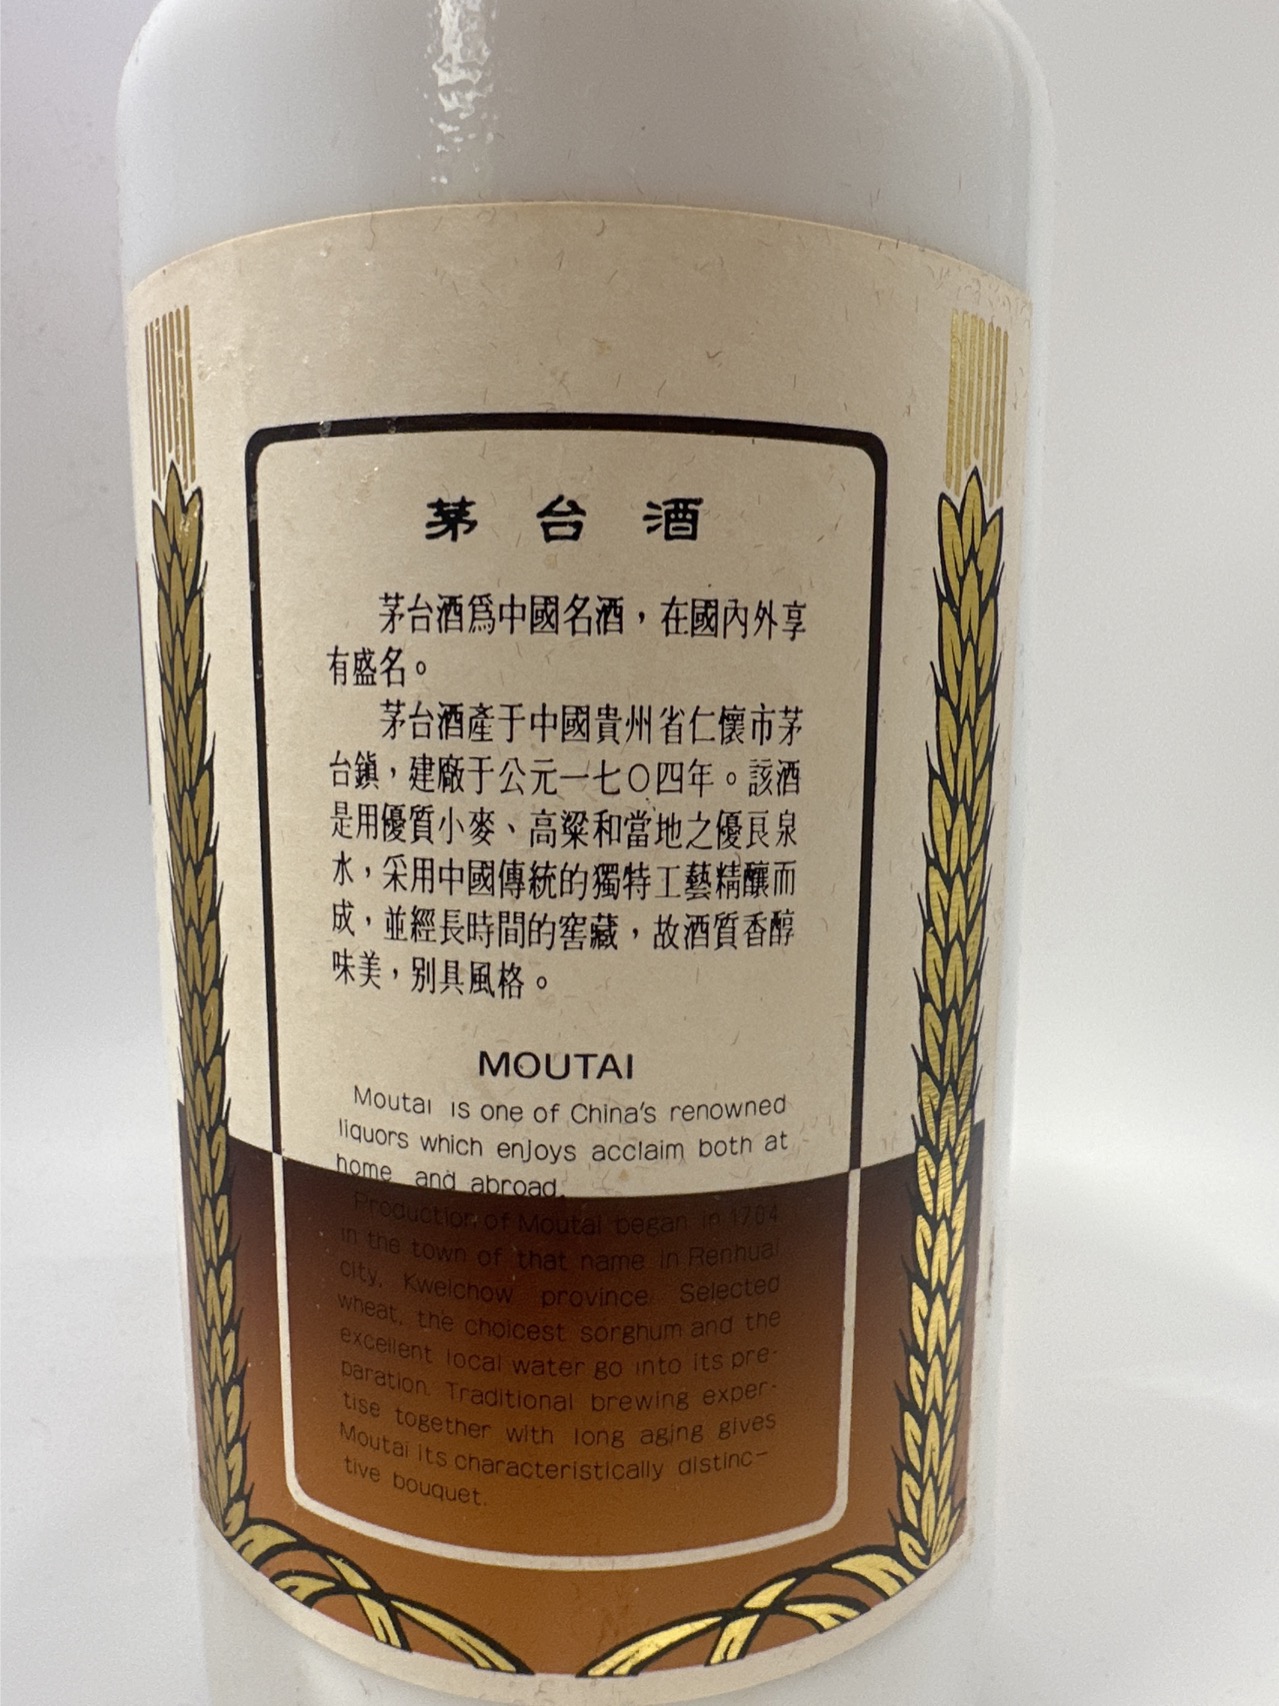 茅台酒
茅台酒爲中國名酒，在國內外享
有盛名。
茅台酒產于中國貴州省仁懷市茅
台鎮，建廠于公元一七〇四年。該酒
是用優質小麥、高粱和當地之優良泉
水，采用中國傳統的獨特工藝精釀而
成，並經長時間的窖藏，故酒質香醇
味美，别具風格。
MOUTAI
Moutai is one of China's renowned
liquors which enjoys acclaim both at
home and abroad.
Production of Moutai began in 1704
in the town of that name in Renhuai
city, Kweichow province. Selected
wheat, the choicest sorghum and the
excellent local water go into its pre-
paration. Traditional brewing exper-
tise together with long aging gives
Moutai its characteristically distinc-
tive bouquet.